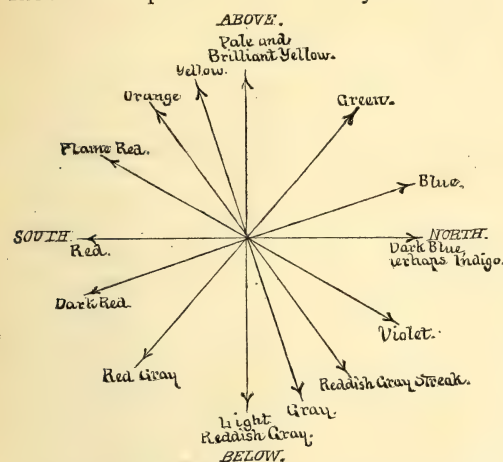 ABOVE.
Pale and
Brilliant Yellow.
Yellow.
Orange
Green.
Flame Red.
Blue.
SOUTH.
Red.
NORTH.
Dark Blue,
perhaps Indigo.
Dark Red.
Violet.
Red Gray
Reddish Gray Streak.
Gray.
Light
Reddish Gray.
BELOW.